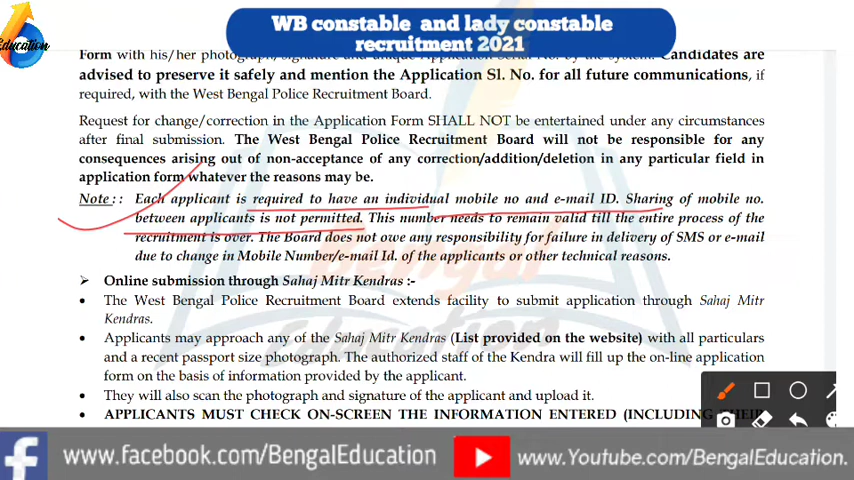 Education
WB constable and lady constable
recruitment 2021
Form with his/her photograph/signature and unique Application Serial No. by the system. Candidates are
advised to preserve it safely and mention the Application Sl. No. for all future communications, if
required, with the West Bengal Police Recruitment Board.
Request for change/correction in the Application Form SHALL NOT be entertained under any circumstances
after final submission. The West Bengal Police Recruitment Board will not be responsible for any
consequences arising out of non-acceptance of any correction/addition/deletion in any particular field in
application form whatever the reasons may be.
Note: : Each applicant is required to have an individual mobile no and e-mail ID. Sharing of mobile no.
between applicants is not permitted. This number needs to remain valid till the entire process of the
recruitment is over. The Board does not owe any responsibility for failure in delivery of SMS or e-mail
due to change in Mobile Number/e-mail Id. of the applicants or other technical reasons.
➢ Online submission through Sahaj Mitr Kendras :-
• The West Bengal Police Recruitment Board extends facility to submit application through Sahaj Mitr
Kendras.
• Applicants may approach any of the Sahaj Mitr Kendras (List provided on the website) with all particulars
and a recent passport size photograph. The authorized staff of the Kendra will fill up the on-line application
form on the basis of information provided by the applicant.
• They will also scan the photograph and signature of the applicant and upload it.
• APPLICANTS MUST CHECK ON-SCREEN THE INFORMATION ENTERED (INCLUDING THEIR
bengal
Education
www.facebook.com/BengalEducation
www.Youtube.com/BengalEducation.